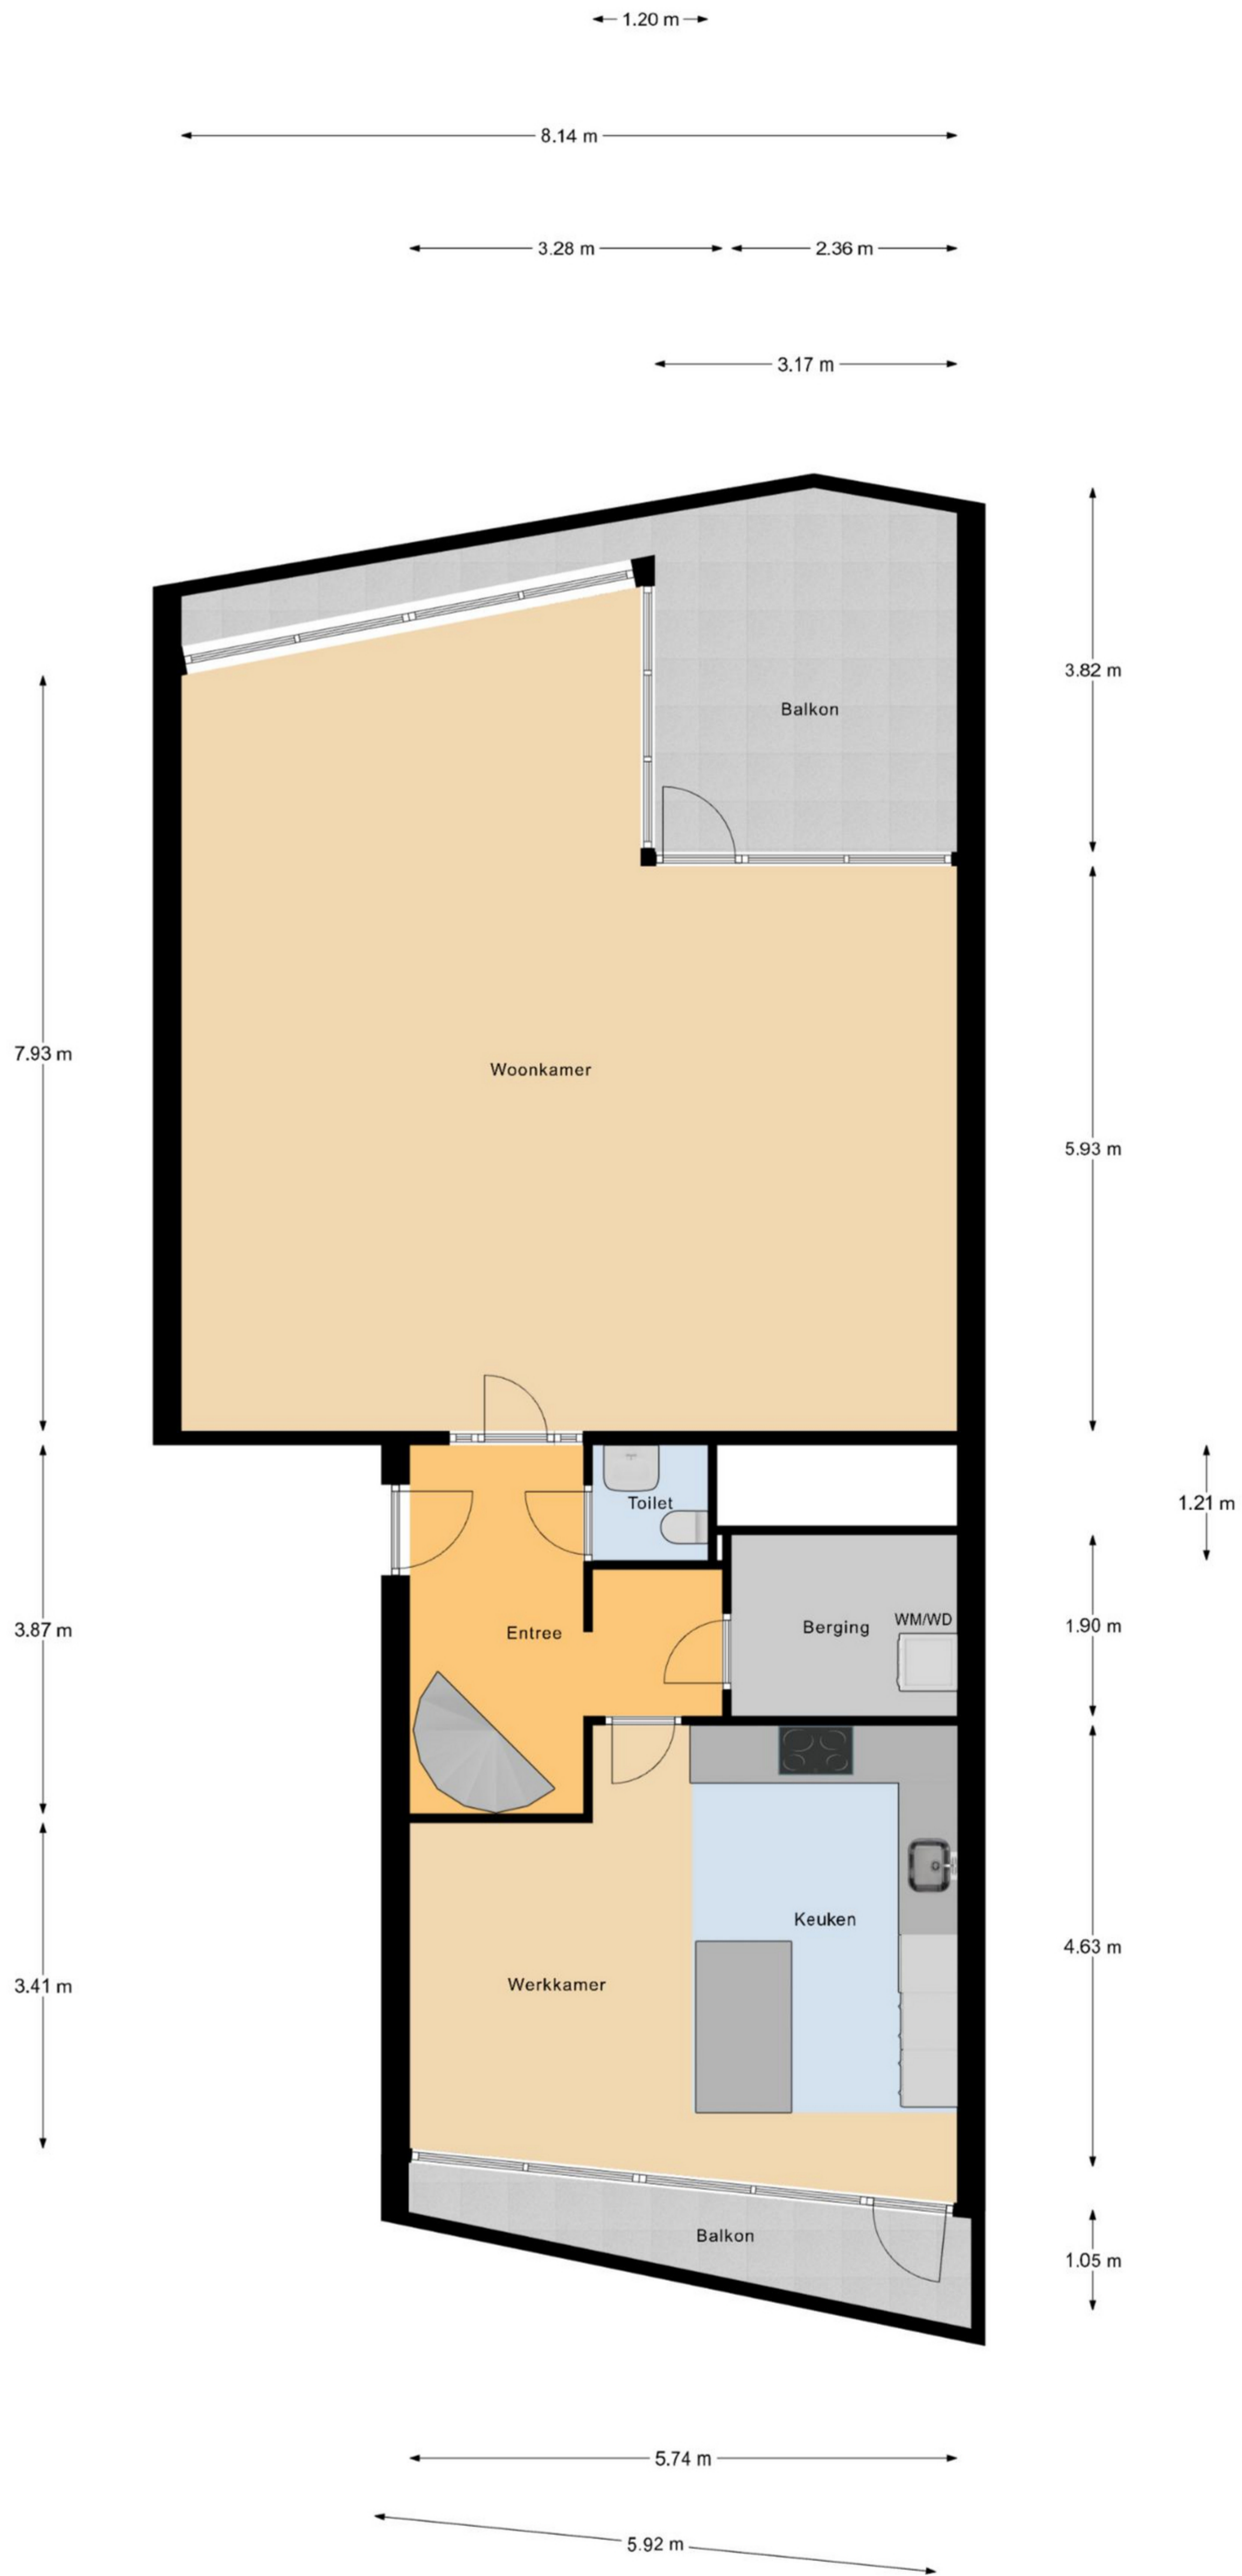 1.20 m
8.14 m
3.28 m
2.36 m
3.17 m
3.82 m
Balkon
7.93 m
Woonkamer
5.93 m
Toilet
1.21 m
3.87 m
Entree
Berging
WM/WD
1.90 m
Keuken
4.63 m
Werkkamer
3.41 m
Balkon
1.05 m
5.74 m
5.92 m